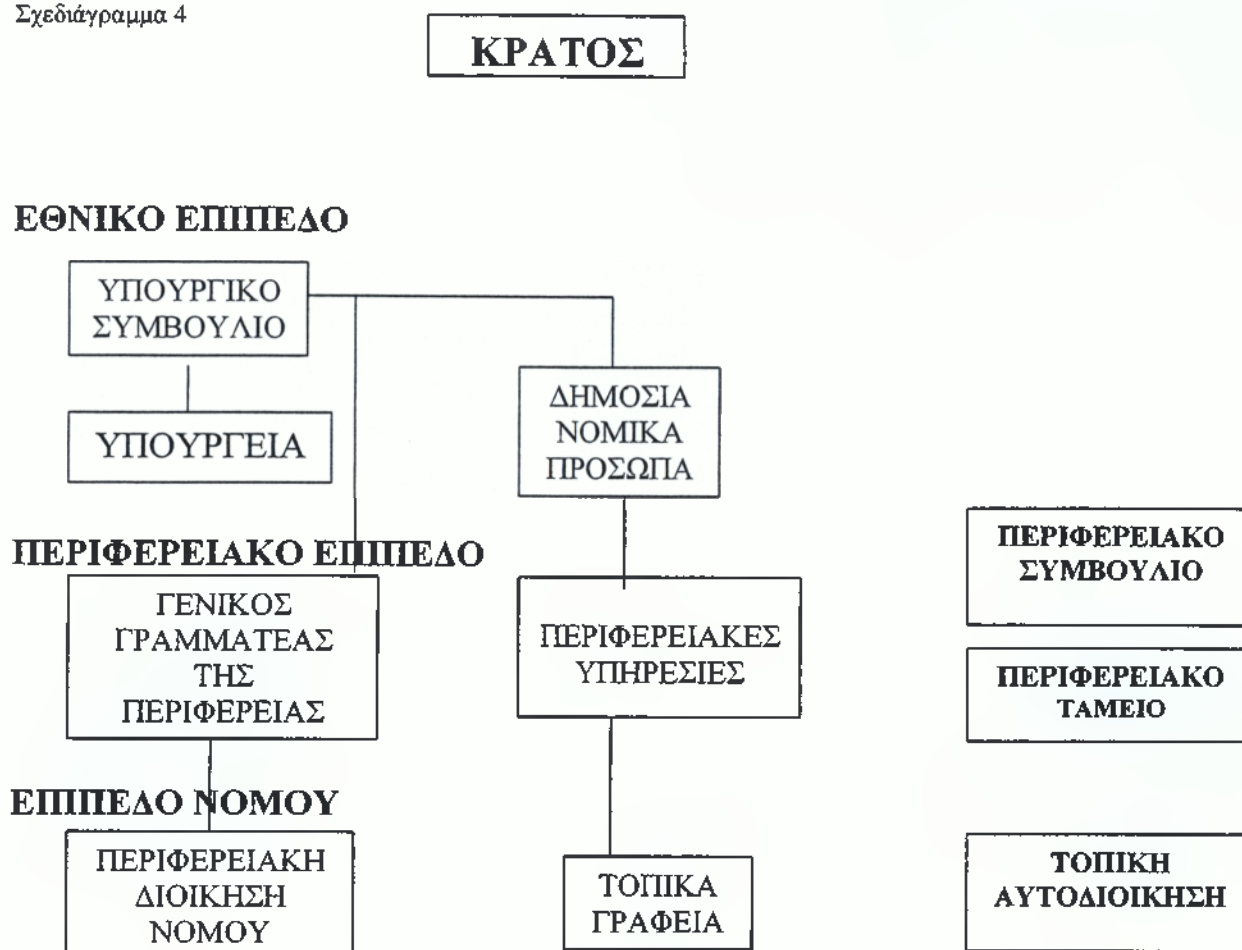 Σχεδιάγραμμα 4
ΚΡΑΤΟΣ
ΕΘΝΙΚΟ ΕΠΙΠΕΔΟ
ΥΠΟΥΡΓΙΚΟ
ΣΥΜΒΟΥΛΙΟ
ΥΠΟΥΡΓΕΙΑ
ΔΗΜΟΣΙΑ
ΝΟΜΙΚΑ
ΠΡΟΣΩΠΑ
ΠΕΡΙΦΕΡΕΙΑΚΟ ΕΠΙΠΕΔΟ
ΓΕΝΙΚΟΣ
ΓΡΑΜΜΑΤΕΑΣ
ΤΗΣ
ΠΕΡΙΦΕΡΕΙΑΣ
ΠΕΡΙΦΕΡΕΙΑΚΕΣ
ΥΠΗΡΕΣΙΕΣ
ΠΕΡΙΦΕΡΕΙΑΚΟ
ΣΥΜΒΟΥΛΙΟ
ΠΕΡΙΦΕΡΕΙΑΚΟ
ΤΑΜΕΙΟ
ΕΠΙΠΕΔΟ ΝΟΜΟΥ
ΠΕΡΙΦΕΡΕΙΑΚΗ
ΔΙΟΙΚΗΣΗ
ΝΟΜΟΥ
ΤΟΠΙΚΑ
ΓΡΑΦΕΙΑ
ΤΟΠΙΚΗ
ΑΥΤΟΔΙΟΙΚΗΣΗ